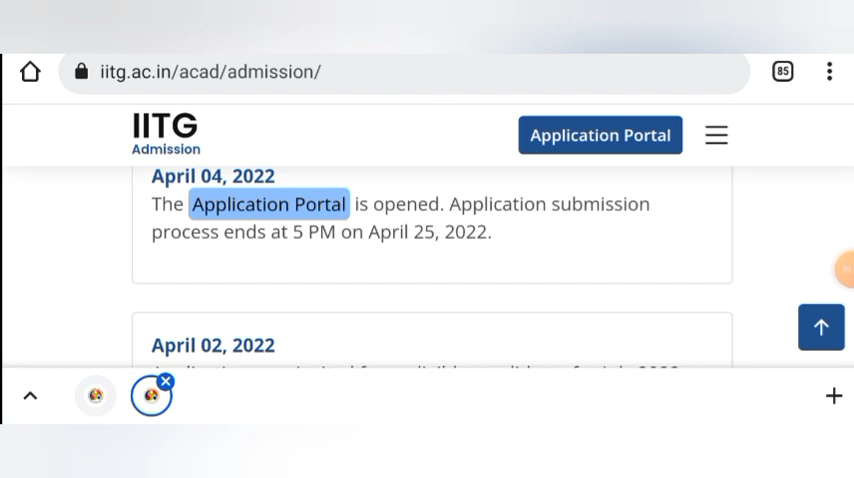 iitg.ac.in/acad/admission/
85
IITG
Admission
Application Portal
April 04, 2022
The Application Portal is opened. Application submission
process ends at 5 PM on April 25, 2022.
April 02, 2022